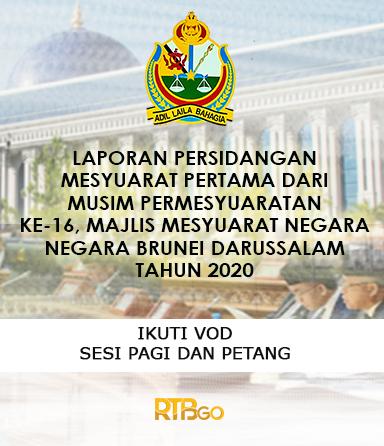 ADIL LAILA BAHAGIA
LAPORAN PERSIDANGAN
MESYUARAT PERTAMA DARI
MUSIM PERMESYUARATAN
KE-16, MAJLIS MESYUARAT NEGARA
NEGARA BRUNEI DARUSSALAM
TAHUN 2020
IKUTI VOD
SESI PAGI DAN PETANG
RTBGO